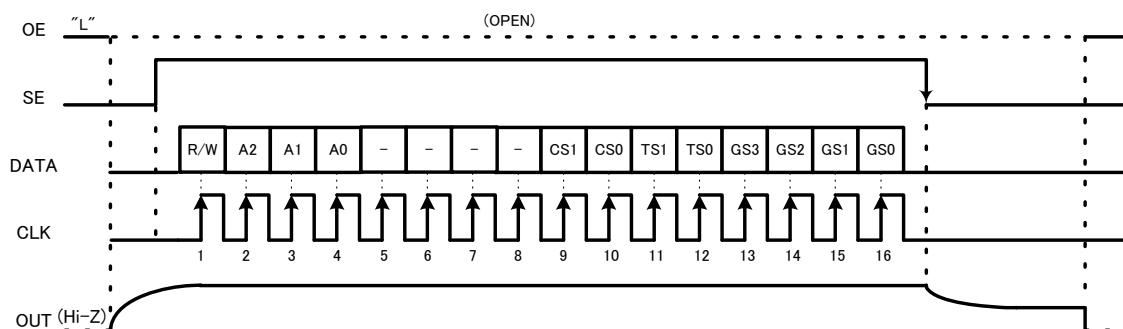 OE "L" (OPEN)
SE
DATA R/W A2 A1 A0 - - - - CS1 CS0 TS1 TS0 GS3 GS2 GS1 GS0
CLK
1 2 3 4 5 6 7 8 9 10 11 12 13 14 15 16
OUT (Hi-Z)